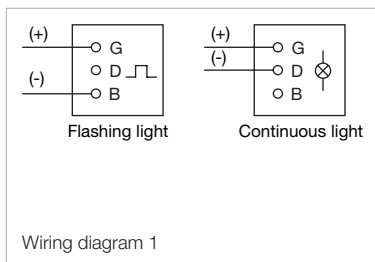 (+)
G
D
(-)
B
Flashing light
(+)
G
(-)
D
B
Continuous light
Wiring diagram 1